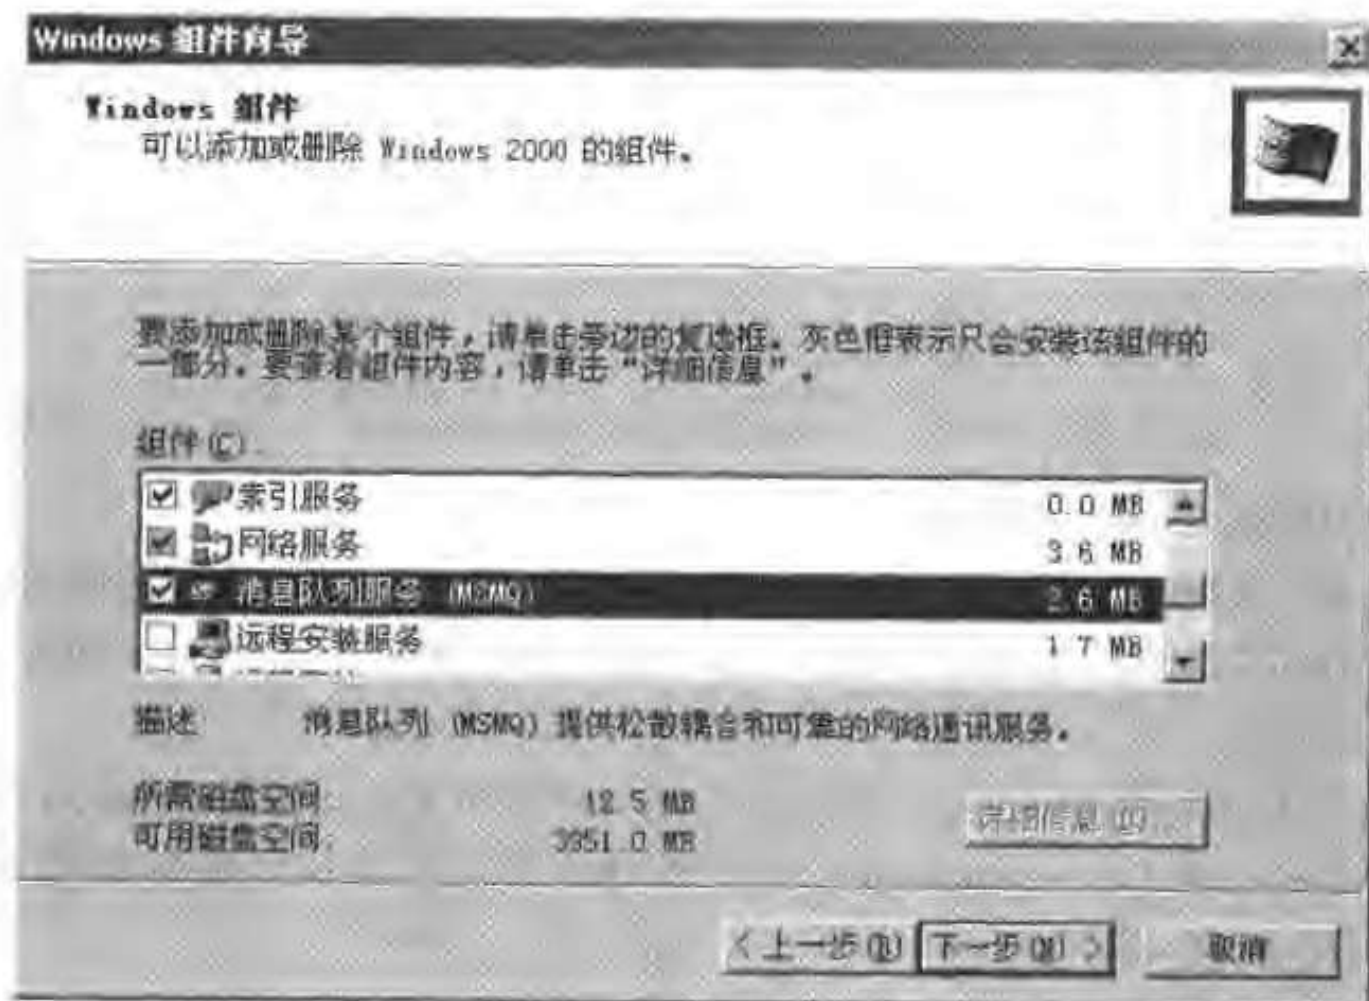 Windows 组件向导
Windows 组件
可以添加或删除 Windows 2000 的组件。
要添加或删除某个组件，请单击旁边的复选框。灰色框表示只会安装该组件的
一部分。要查看组件内容，请单击“详细信息”。
组件(C)
索引服务 0.0 MB
网络服务 3.6 MB
消息队列服务 (MSMQ) 2.6 MB
远程安装服务 1.7 MB
描述 消息队列 (MSMQ) 提供松散耦合和可靠的网络通讯服务。
所需磁盘空间: 12.5 MB
可用磁盘空间: 3951.0 MB
详细信息(D)...
<上一步(B) 下一步(N) > 取消